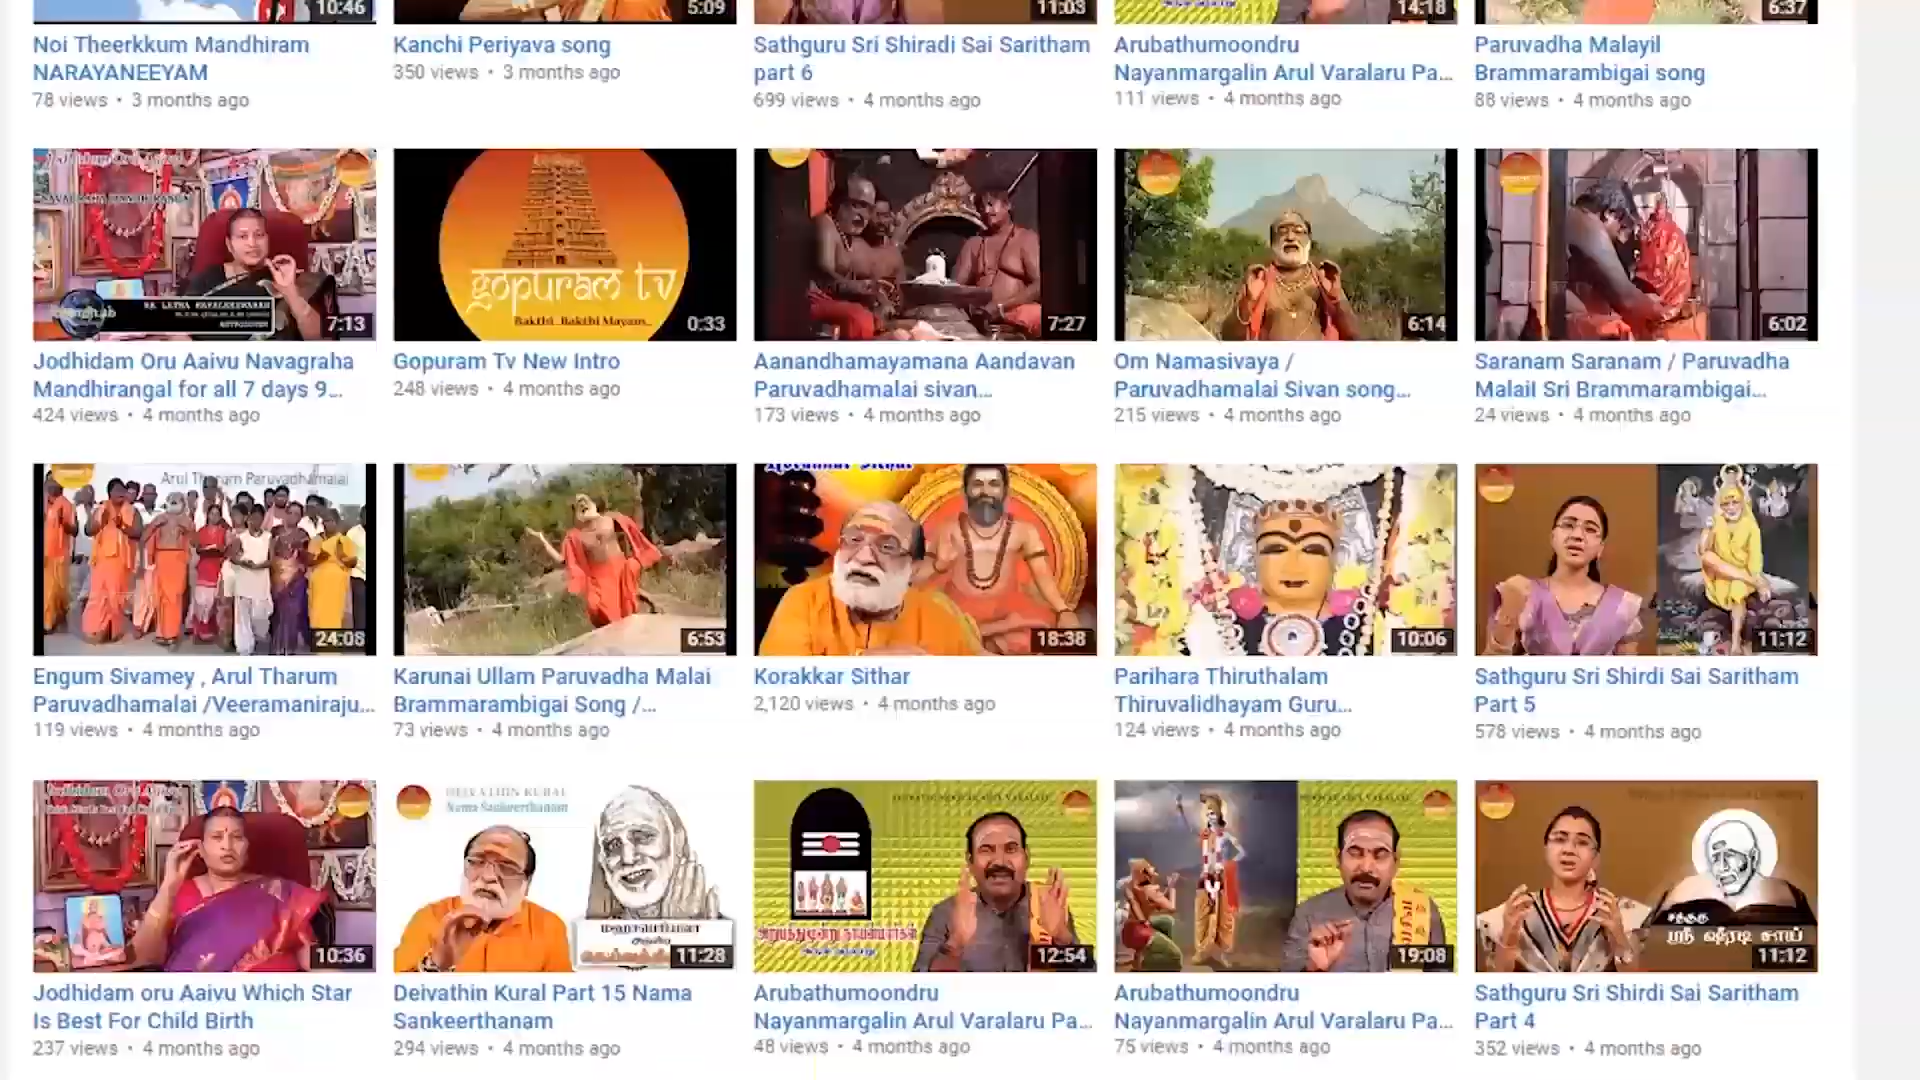 10:46
5:09
11:03
14:18
6:37
Noi Theerkkum Mandhiram
NARAYANEEYAM
78 views • 3 months ago
Kanchi Periyava song
350 views • 3 months ago
Sathguru Sri Shiradi Sai Saritham
part 6
699 views • 4 months ago
Arubathumoondru
Nayanmargalin Arul Varalaru Pa...
111 views • 4 months ago
Paruvadha Malayil
Brammarambigai song
88 views • 4 months ago
7:13
gopuram tv
Bakthi..Bakthi Mayam..
0:33
7:27
6:14
6:02
Jodhidam Oru Aaivu Navagraha
Mandhirangal for all 7 days 9...
424 views • 4 months ago
Gopuram Tv New Intro
248 views • 4 months ago
Aanandhamayamana Aandavan
Paruvadhamalai sivan...
173 views • 4 months ago
Om Namasivaya /
Paruvadhamalai Sivan song...
215 views • 4 months ago
Saranam Saranam / Paruvadha
Malail Sri Brammarambigai...
24 views • 4 months ago
Arul Tharum Paruvadhamalai
24:08
6:53
18:38
10:06
11:12
Engum Sivamey , Arul Tharum
Paruvadhamalai /Veeramaniraju...
119 views • 4 months ago
Karunai Ullam Paruvadha Malai
Brammarambigai Song /...
73 views • 4 months ago
Korakkar Sithar
2,120 views • 4 months ago
Parihara Thiruthalam
Thiruvalidhayam Guru...
124 views • 4 months ago
Sathguru Sri Shirdi Sai Saritham
Part 5
578 views • 4 months ago
10:36
DEIVATHIN KURAL
Nama Sankeerthanam
11:28
12:54
19:08
ஸ்ரீ ஷீரடி சாய்
11:12
Jodhidam oru Aaivu Which Star
Is Best For Child Birth
237 views • 4 months ago
Deivathin Kural Part 15 Nama
Sankeerthanam
294 views • 4 months ago
Arubathumoondru
Nayanmargalin Arul Varalaru Pa...
48 views • 4 months ago
Arubathumoondru
Nayanmargalin Arul Varalaru Pa...
75 views • 4 months ago
Sathguru Sri Shirdi Sai Saritham
Part 4
352 views • 4 months ago